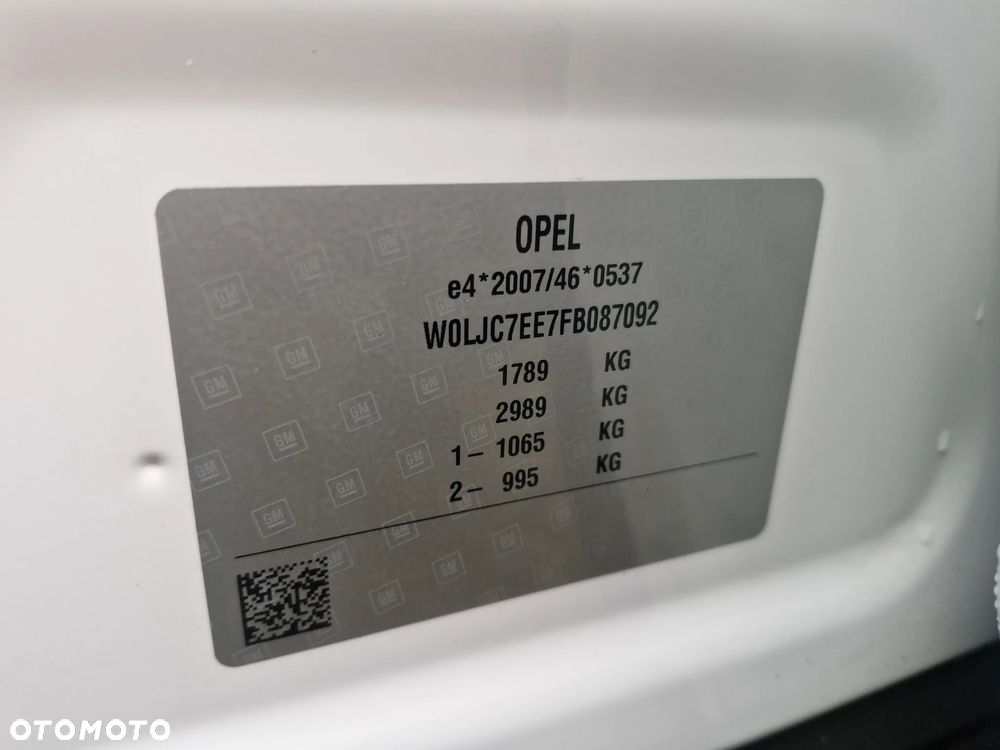 OPEL
e4*2007/46*0537
W0LJC7EE7FB087092
1789 KG
2989 KG
1- 1065 KG
2- 995 KG
OTOMOTO